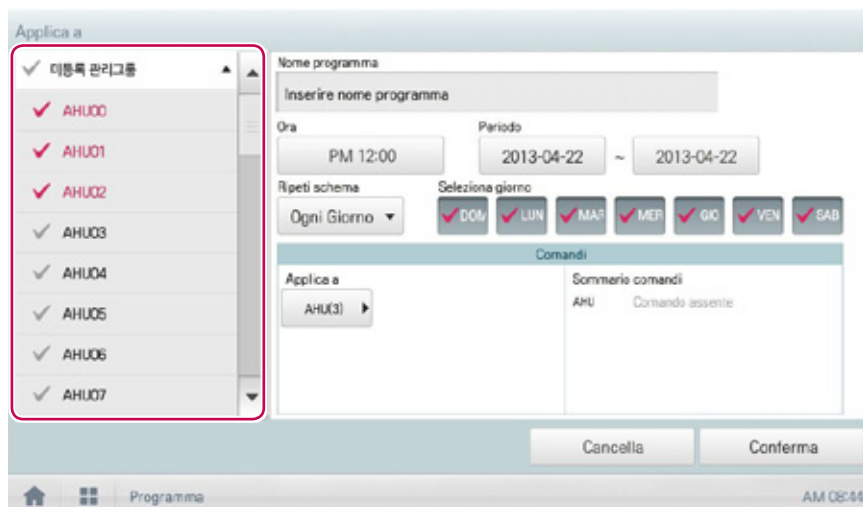 Applica a
미등록 관리그룹
AHU00
AHU01
AHU02
AHU03
AHU04
AHU05
AHU06
AHU07
Nome programma
Inserire nome programma
Ora Periodo
PM 12:00 2013-04-22 ~ 2013-04-22
Ripeti schema Seleziona giorno
Ogni Giorno DOM LUN MAR MER GIO VEN SAB
Comandi
Applica a Sommario comandi
AHU(3) AHU Comando assente
Cancella Conferma
Programma AM 08:44